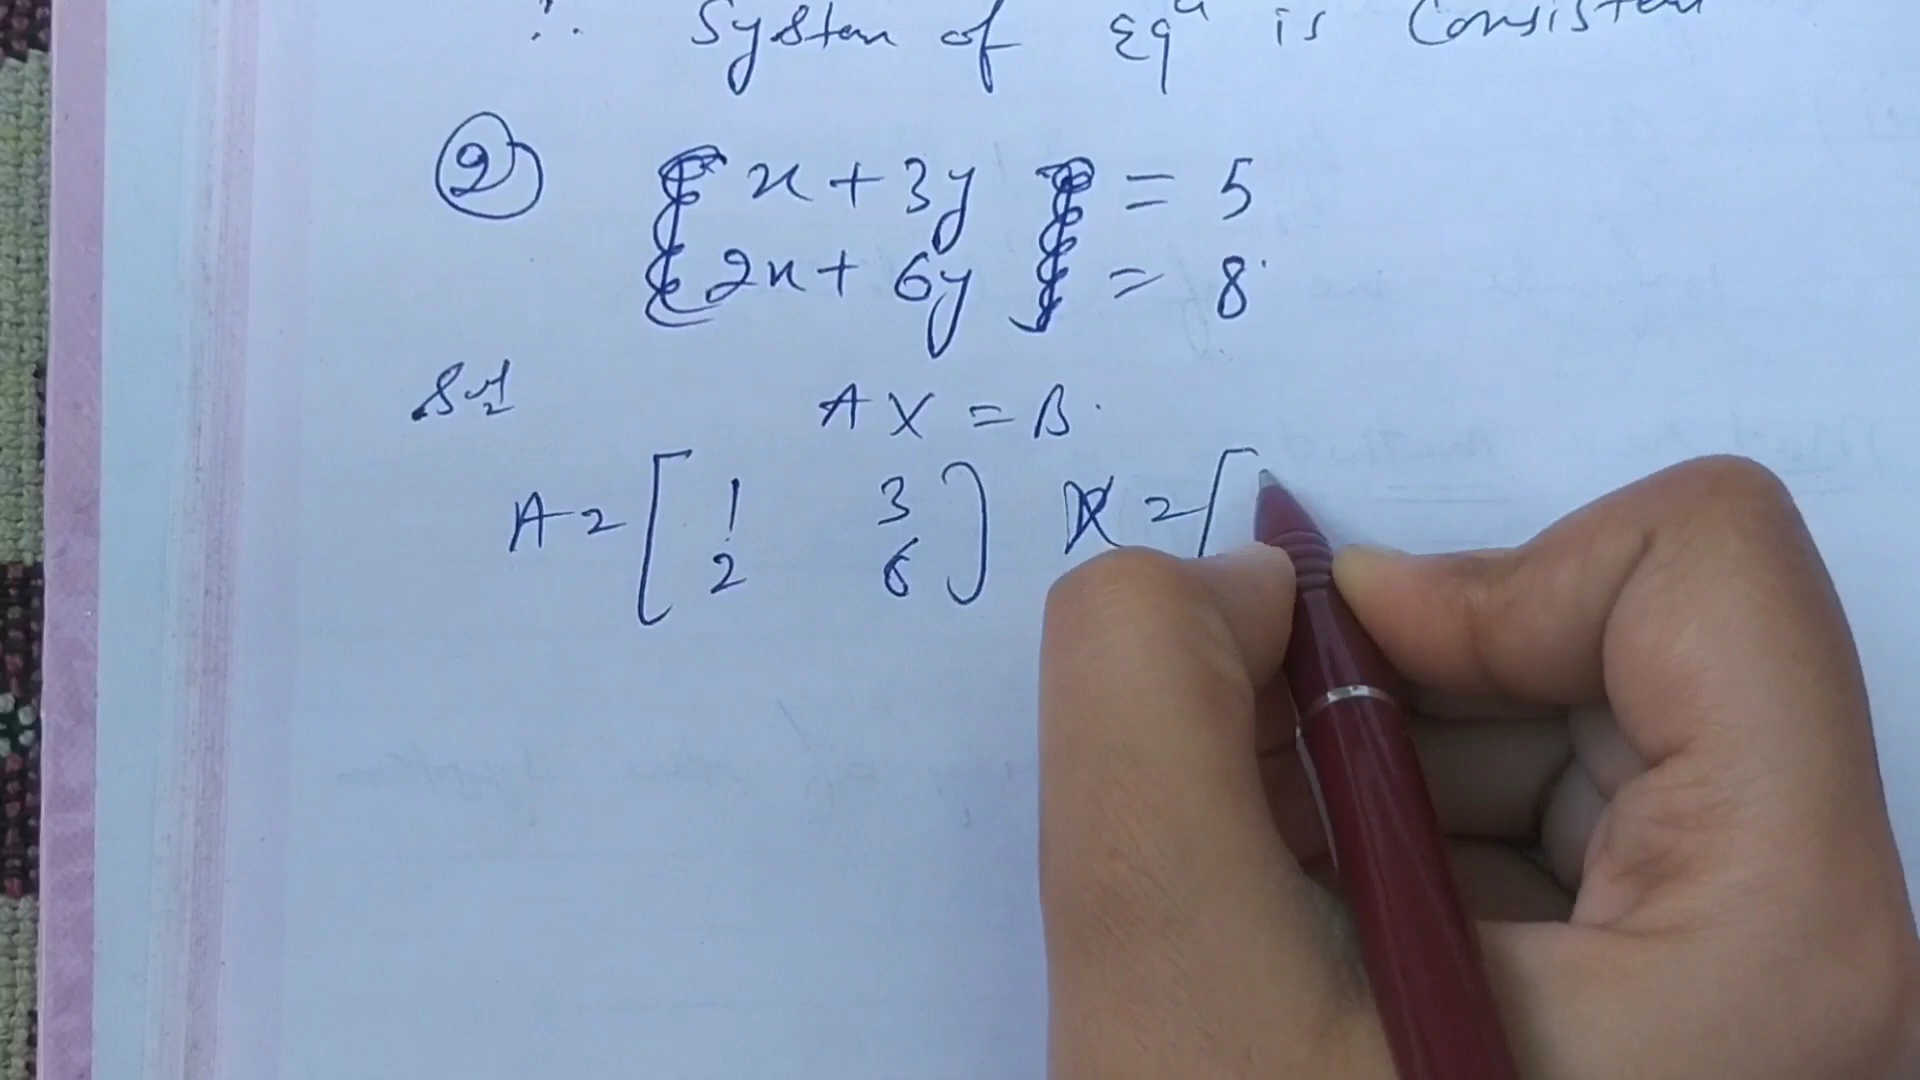 ∴ System of Eqn is Consisten
② x + 3y = 5
2x + 6y = 8
Sol
AX = B
A = [ 1 3 X = [
2 6 ]